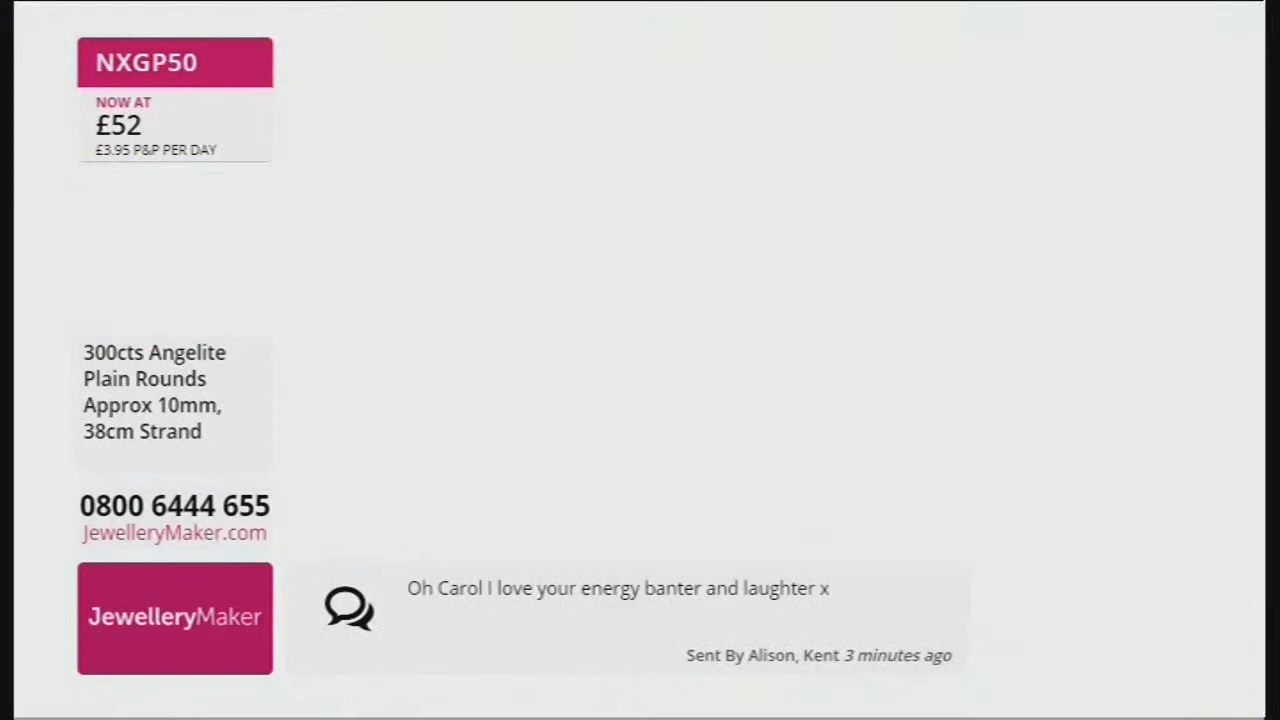 NXGP50
NOW AT
£52
£3.95 P&P PER DAY
300cts Angelite
Plain Rounds
Approx 10mm,
38cm Strand
0800 6444 655
JewelleryMaker.com
JewelleryMaker
Oh Carol I love your energy banter and laughter x
Sent By Alison, Kent 3 minutes ago